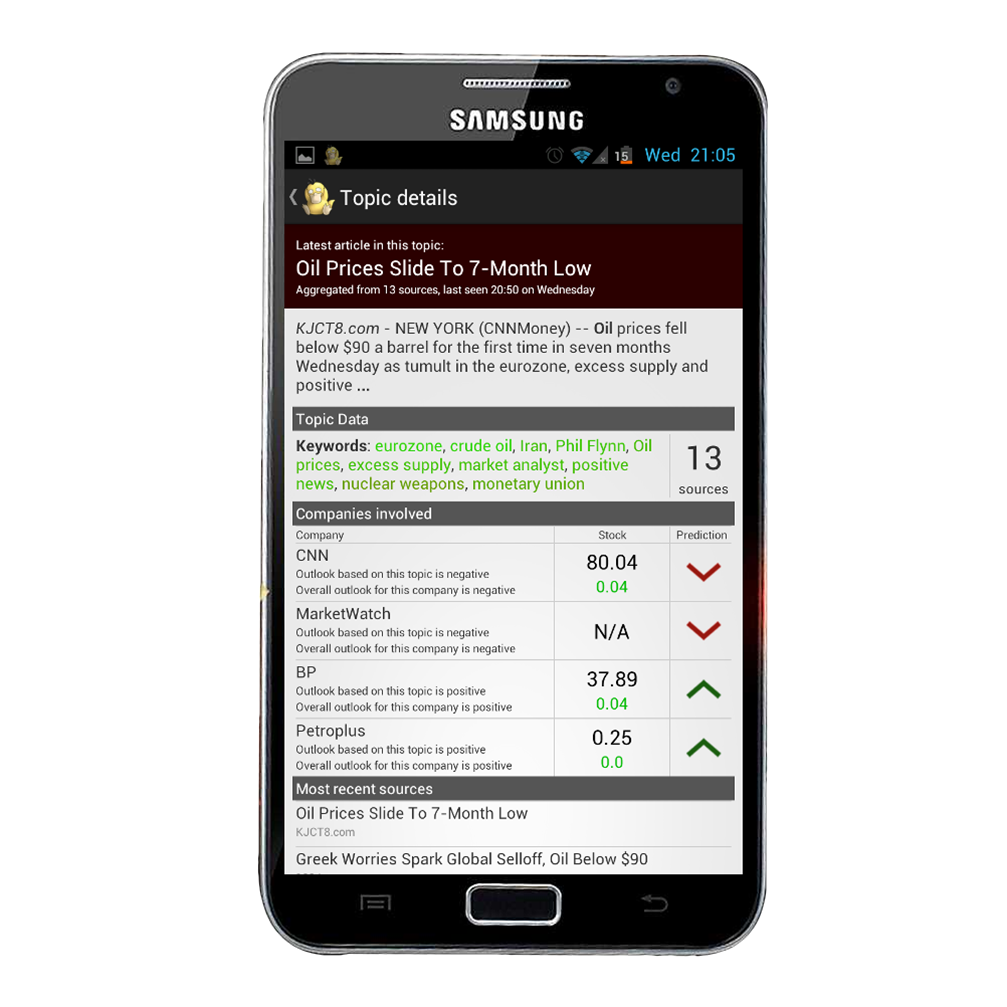 SAMSUNG
15 Wed 21:05
Topic details
Latest article in this topic:
Oil Prices Slide To 7-Month Low
Aggregated from 13 sources, last seen 20:50 on Wednesday
KJCT8.com - NEW YORK (CNNMoney) -- Oil prices fell
below $90 a barrel for the first time in seven months
Wednesday as tumult in the eurozone, excess supply and
positive ...
Topic Data
Keywords: eurozone, crude oil, Iran, Phil Flynn, Oil
prices, excess supply, market analyst, positive
news, nuclear weapons, monetary union
13
sources
Companies involved
Company Stock Prediction
CNN
Outlook based on this topic is negative
Overall outlook for this company is negative
80.04
0.04
MarketWatch
Outlook based on this topic is negative
Overall outlook for this company is negative
N/A
BP
Outlook based on this topic is positive
Overall outlook for this company is positive
37.89
0.04
Petroplus
Outlook based on this topic is positive
Overall outlook for this company is positive
0.25
0.0
Most recent sources
Oil Prices Slide To 7-Month Low
KJCT8.com
Greek Worries Spark Global Selloff, Oil Below $90